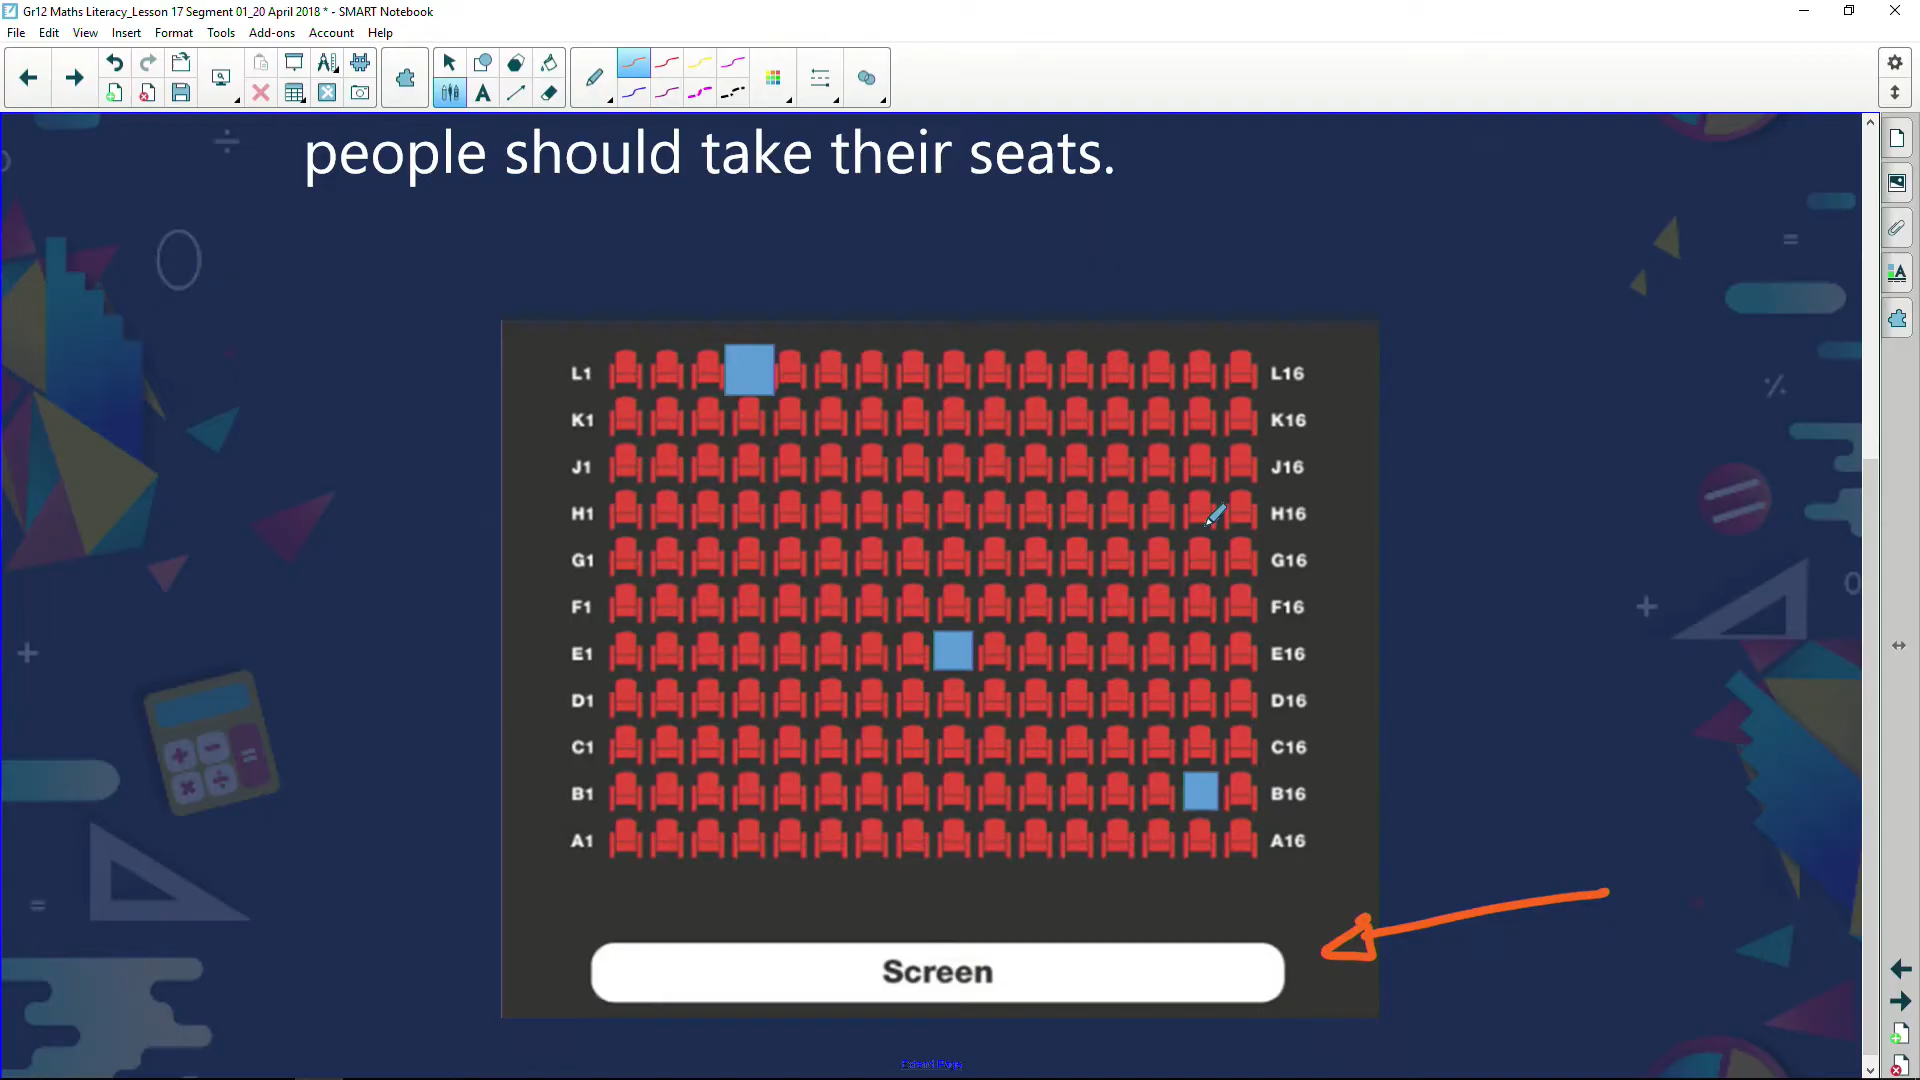 Gr12 Maths Literacy_Lesson 17 Segment 01_20 April 2018 * - SMART Notebook
File Edit View Insert Format Tools Add-ons Account Help
people should take their seats.
L1 L16
K1 K16
J1 J16
H1 H16
G1 G16
F1 F16
E1 E16
D1 D16
C1 C16
B1 B16
A1 A16
Screen
Extend Page